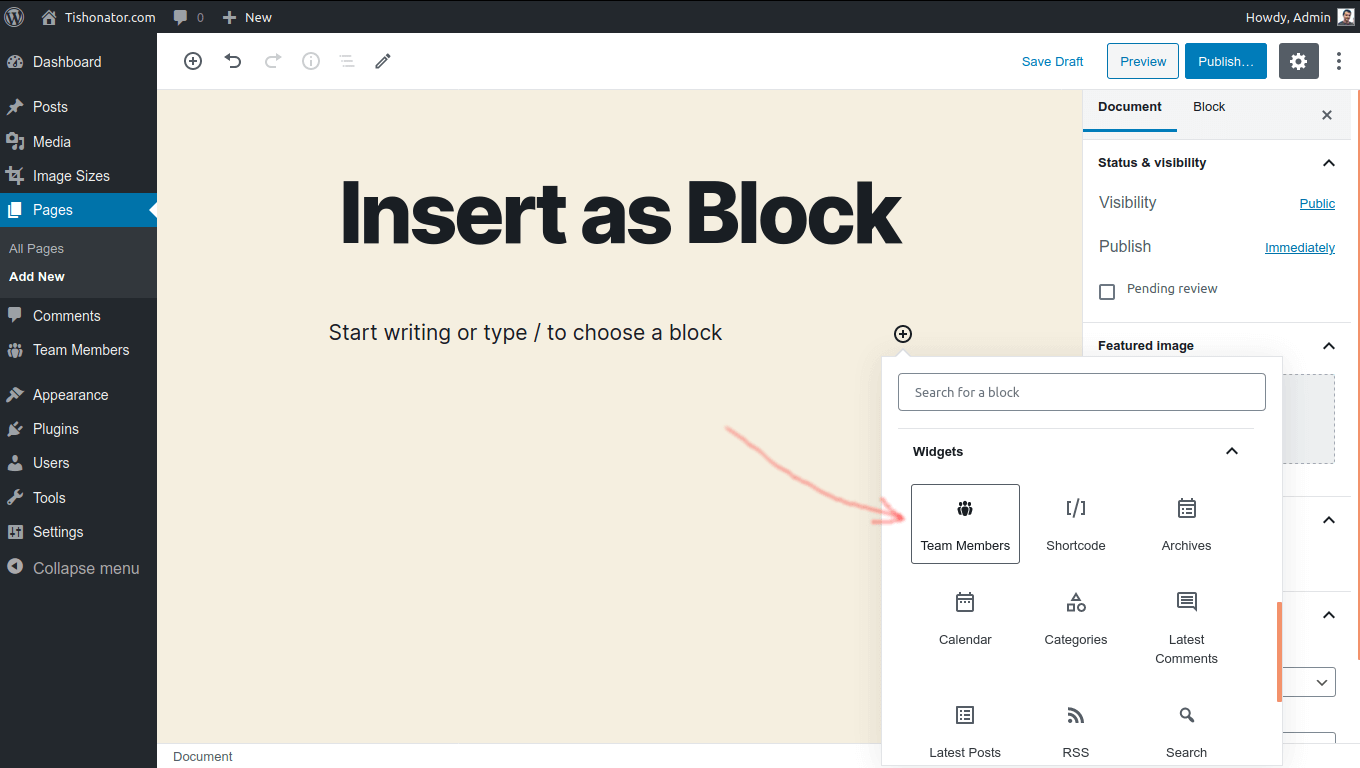 Tishonator.com
0
New
Howdy, Admin
Dashboard
Posts
Media
Image Sizes
Pages
All Pages
Add New
Comments
Team Members
Appearance
Plugins
Users
Tools
Settings
Collapse menu
Save Draft
Preview
Publish…
Insert as Block
Start writing or type / to choose a block
Document
Block
Status & visibility
Visibility
Public
Publish
Immediately
Pending review
Featured image
Search for a block
Widgets
Team Members
Shortcode
Archives
Calendar
Categories
Latest
Comments
Latest Posts
RSS
Search
Document